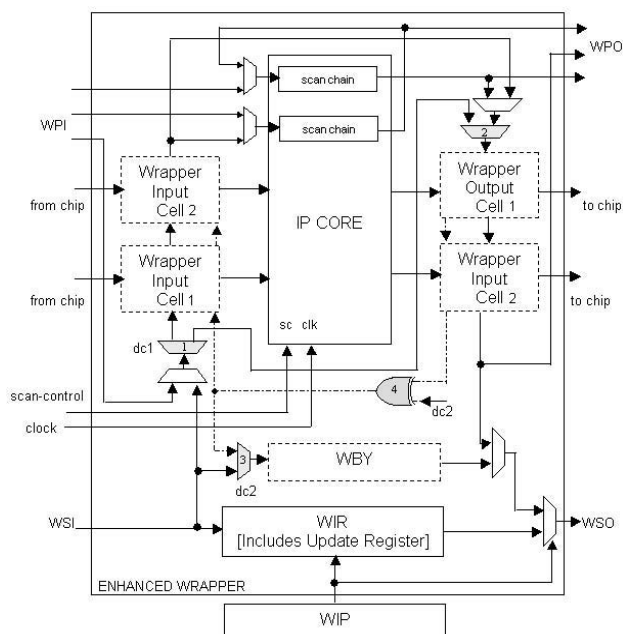 WPO
scan chain
scan chain
WPI
2
Wrapper
Input
Cell 2
Wrapper
Output
Cell 1
from chip
to chip
IP CORE
Wrapper
Input
Cell 1
Wrapper
Input
Cell 2
from chip
to chip
sc clk
dc1
1
4
scan-control
dc2
clock
3
WBY
dc2
WSI
WIR
[Includes Update Register]
WSO
ENHANCED WRAPPER
WIP